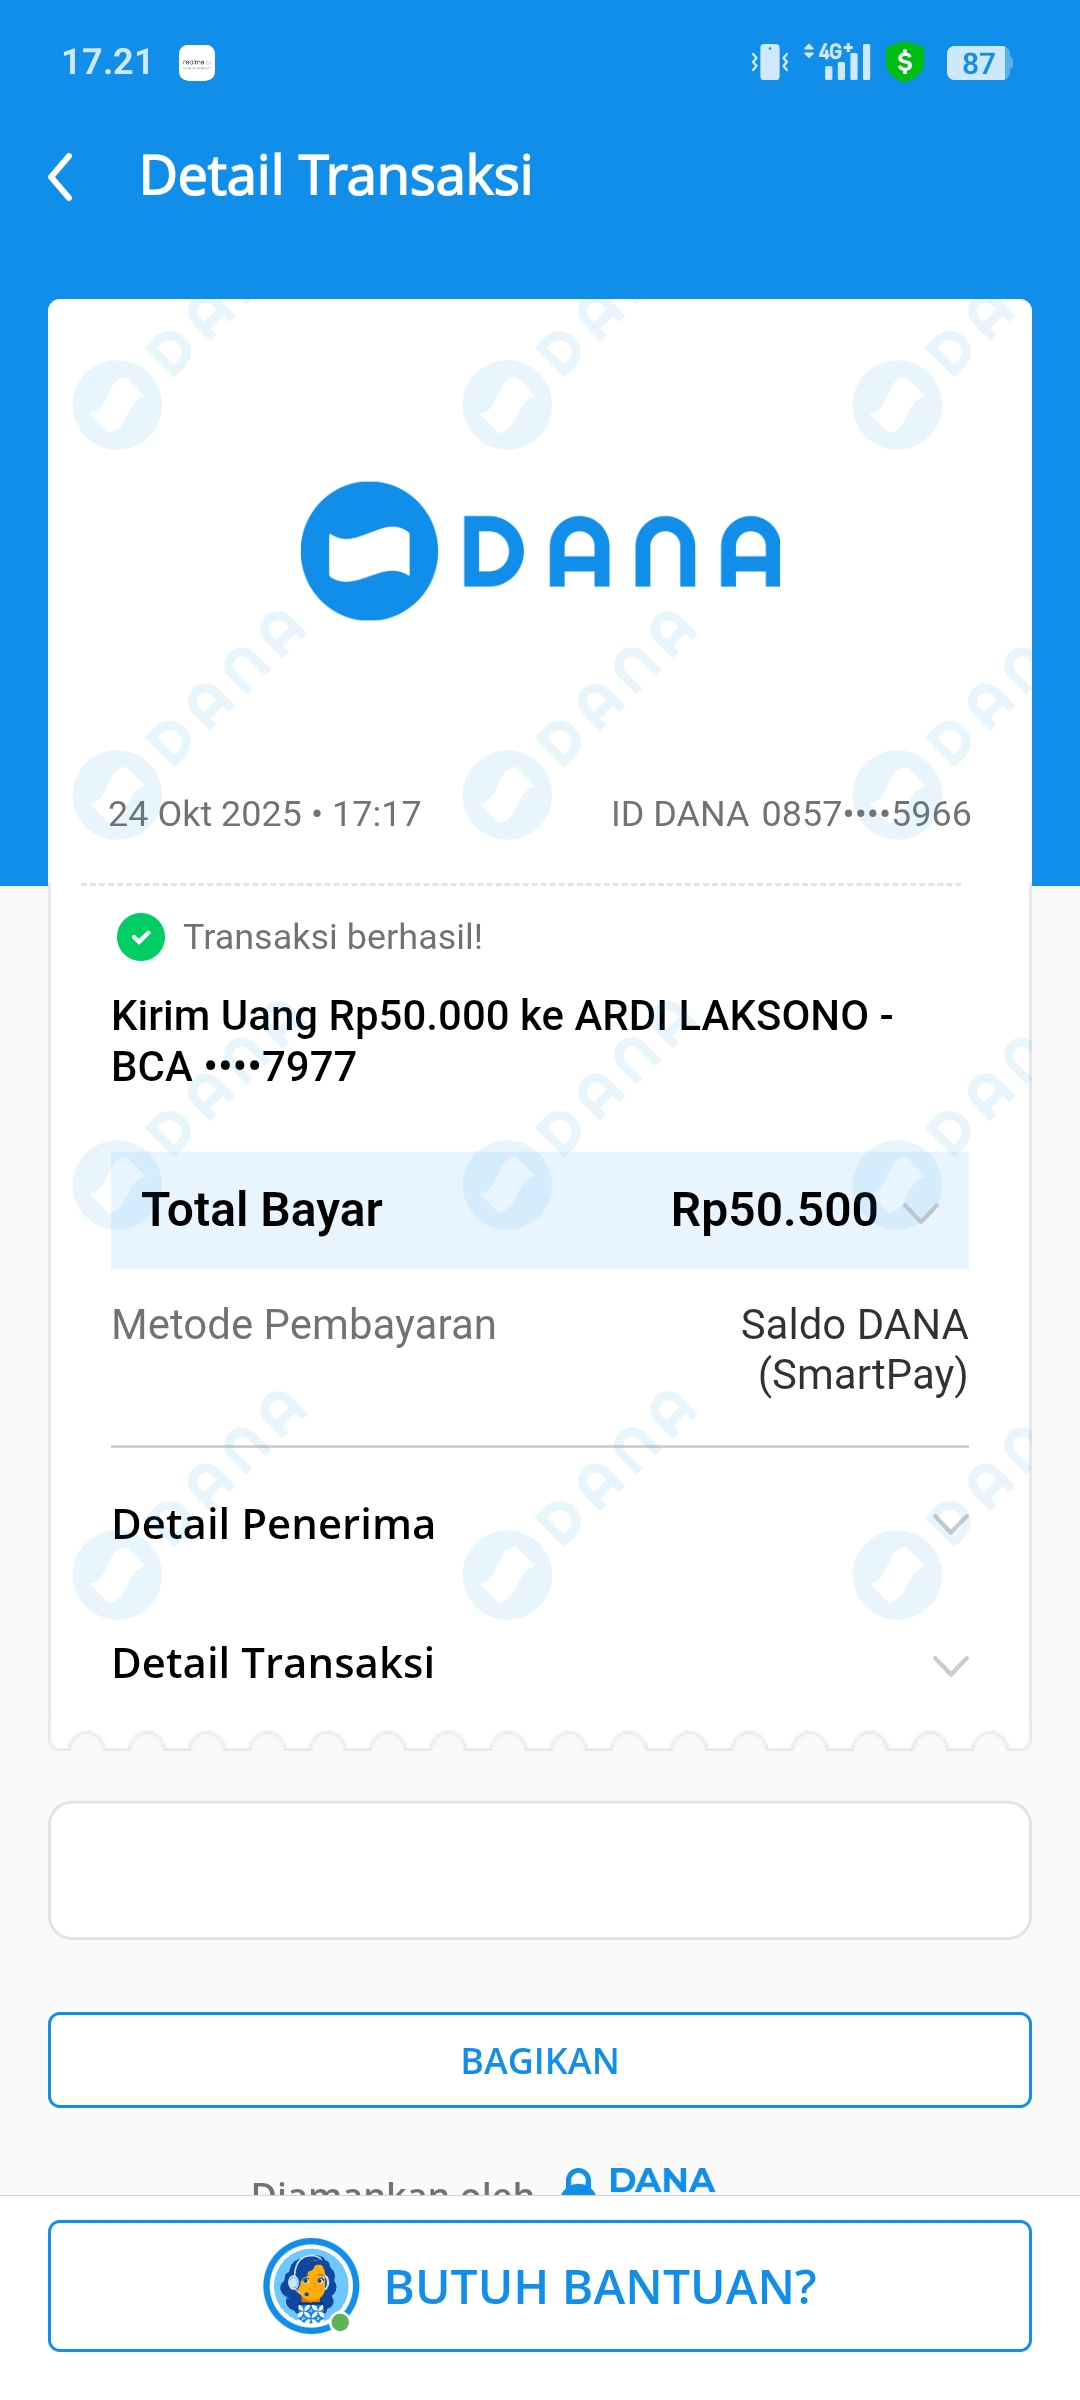 17.21
4G+
87
Detail Transaksi
DANA
24 Okt 2025 • 17:17
ID DANA 0857••••5966
Transaksi berhasil!
Kirim Uang Rp50.000 ke ARDI LAKSONO -
BCA ••••7977
Total Bayar
Rp50.500
Metode Pembayaran
Saldo DANA
(SmartPay)
Detail Penerima
Detail Transaksi
BAGIKAN
Diamankan oleh DANA
BUTUH BANTUAN?